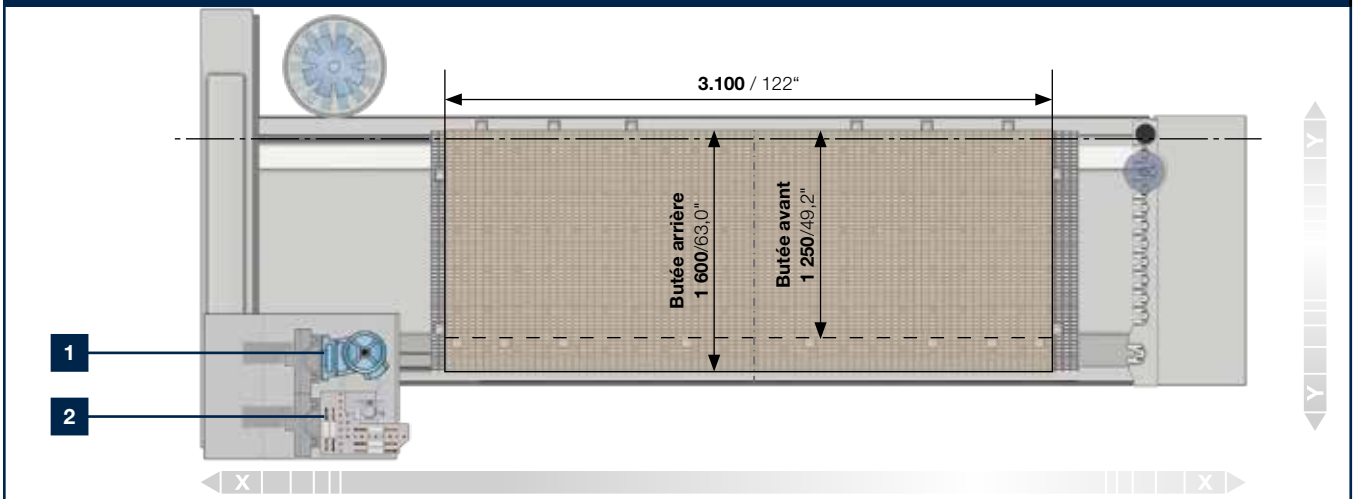 3.100 / 122“
Butée arrière
1 600/63,0"
Butée avant
1 250/49,2"
Y
Y
1
2
X
X